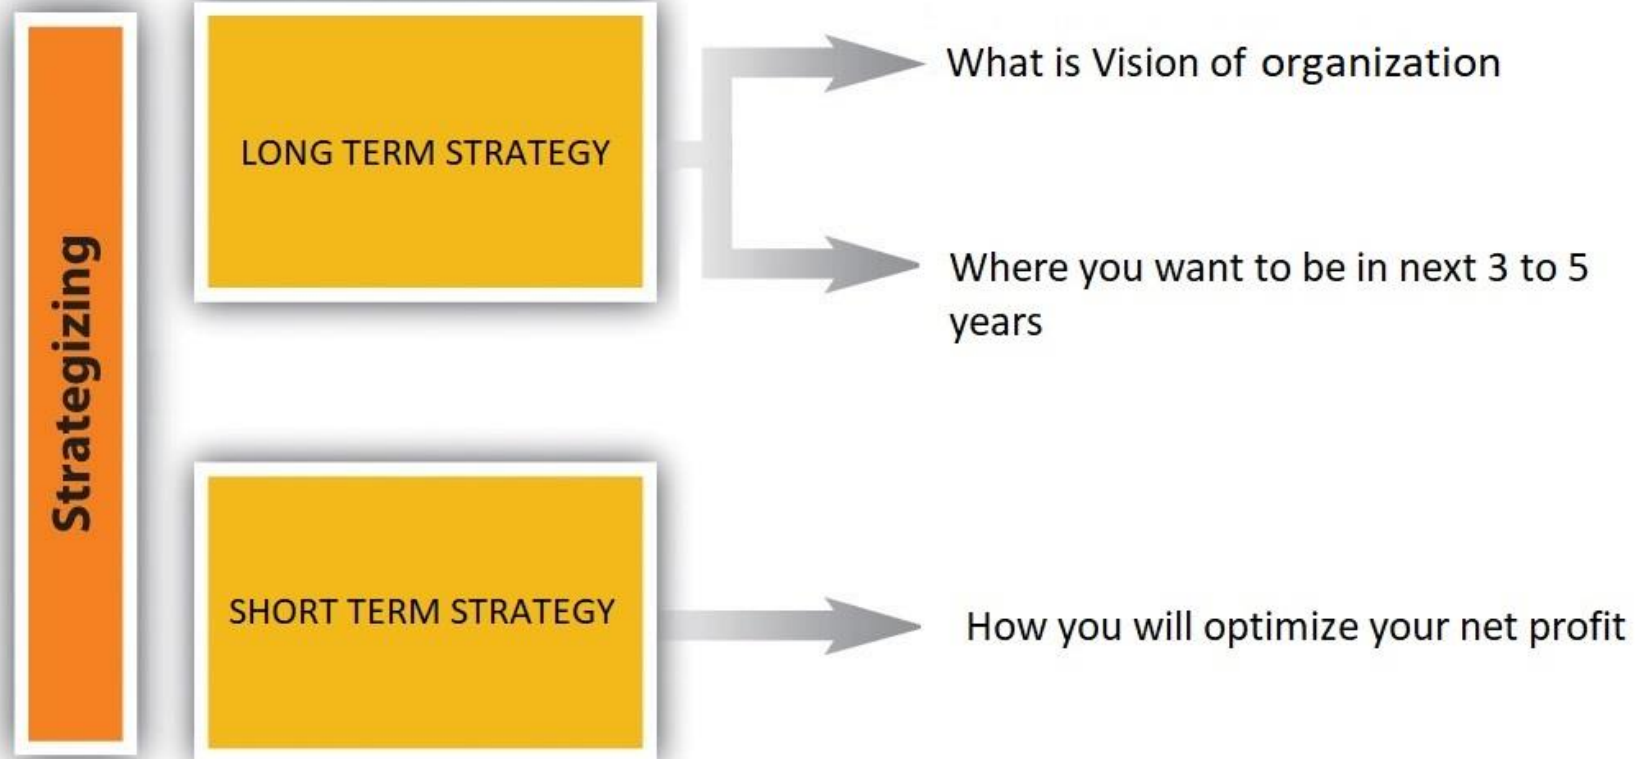 Strategizing
LONG TERM STRATEGY
What is Vision of organization
Where you want to be in next 3 to 5
years
SHORT TERM STRATEGY
How you will optimize your net profit